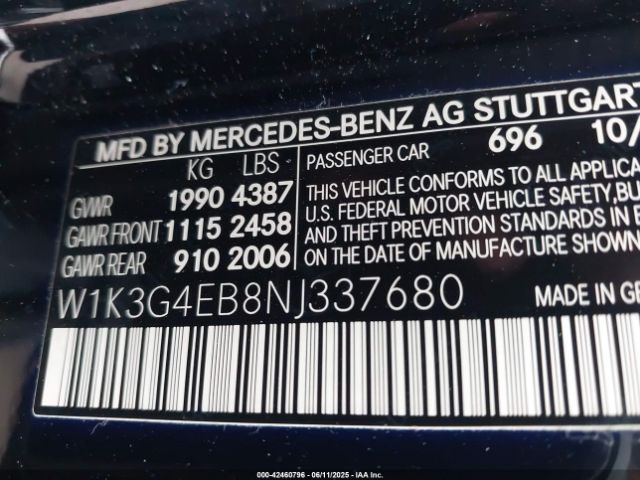 MFD BY MERCEDES-BENZ AG STUTTGART
KG LBS
GVWR 1990 4387
GAWR FRONT 1115 2458
GAWR REAR 910 2006
PASSENGER CAR 696 10/
THIS VEHICLE CONFORMS TO ALL APPLICA
U.S. FEDERAL MOTOR VEHICLE SAFETY, BU
AND THEFT PREVENTION STANDARDS IN
ON THE DATE OF MANUFACTURE SHOWN
W1K3G4EB8NJ337680
MADE IN GE
000-42460796 - 06/11/2025 - IAA Inc.